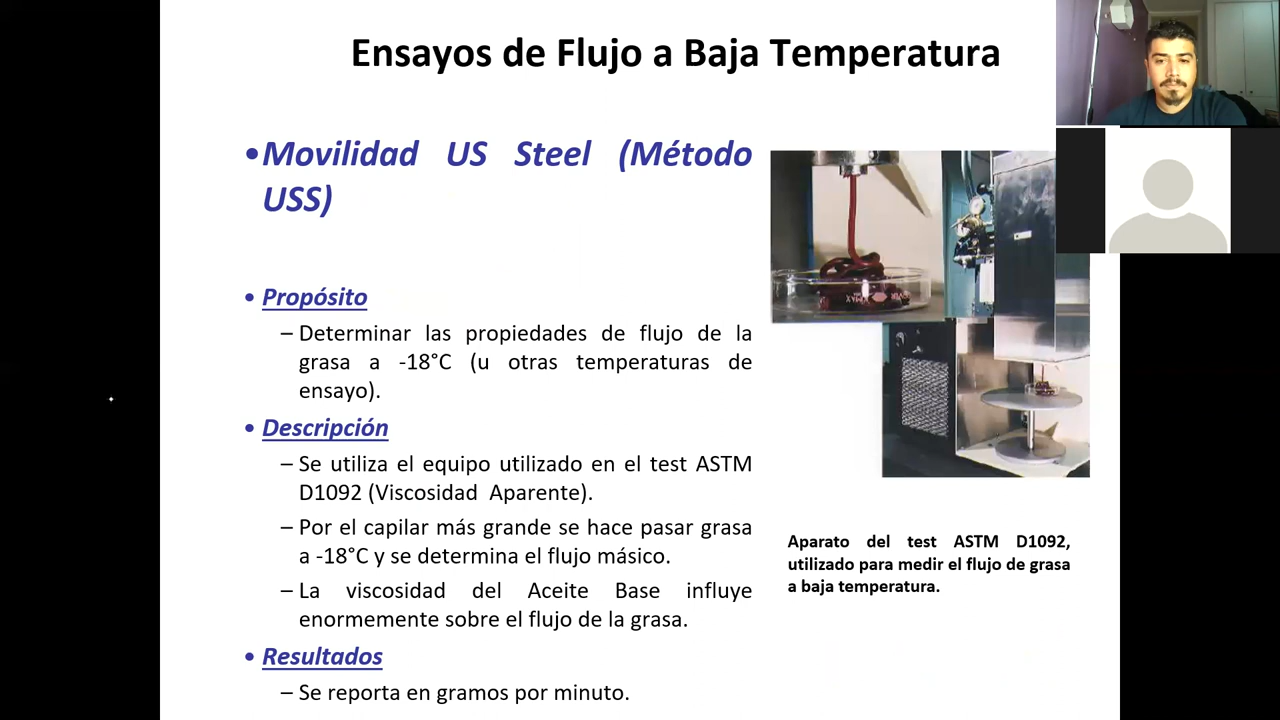 Ensayos de Flujo a Baja Temperatura
•Movilidad US Steel (Método
USS)
• Propósito
– Determinar las propiedades de flujo de la
grasa a -18°C (u otras temperaturas de
ensayo).
• Descripción
– Se utiliza el equipo utilizado en el test ASTM
D1092 (Viscosidad Aparente).
– Por el capilar más grande se hace pasar grasa
a -18°C y se determina el flujo másico.
– La viscosidad del Aceite Base influye
enormemente sobre el flujo de la grasa.
• Resultados
– Se reporta en gramos por minuto.
Aparato del test ASTM D1092,
utilizado para medir el flujo de grasa
a baja temperatura.